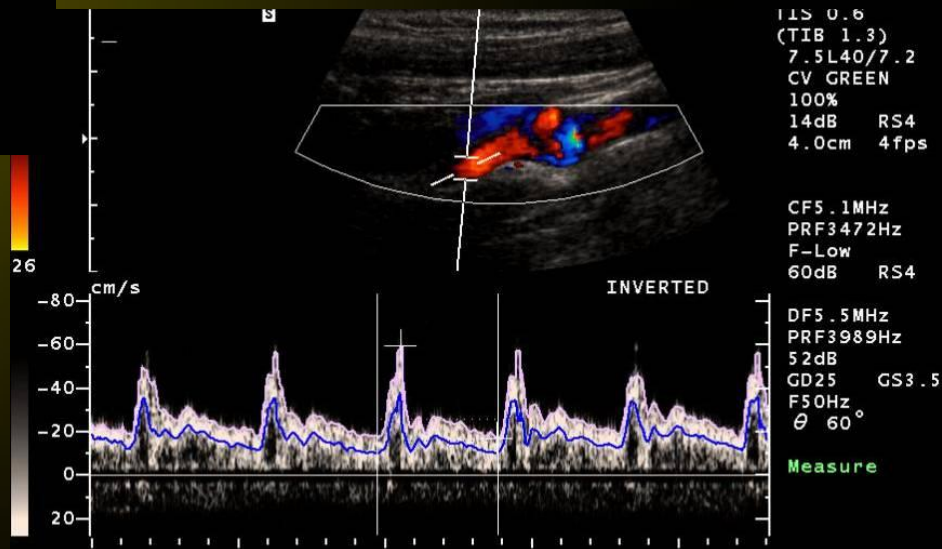 S
TIS 0.6
(TIB 1.3)
7.5L40/7.2
CV GREEN
100%
14dB RS4
4.0cm 4fps
CF5.1MHz
PRF3472Hz
F-Low
60dB RS4
26
cm/s
INVERTED
DF5.5MHz
PRF3989Hz
52dB
GD25 GS3.5
F50Hz
θ 60°
Measure
-80
-60
-40
-20
0
20